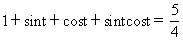 1+ sint+ cost+ sintcost = 5/4